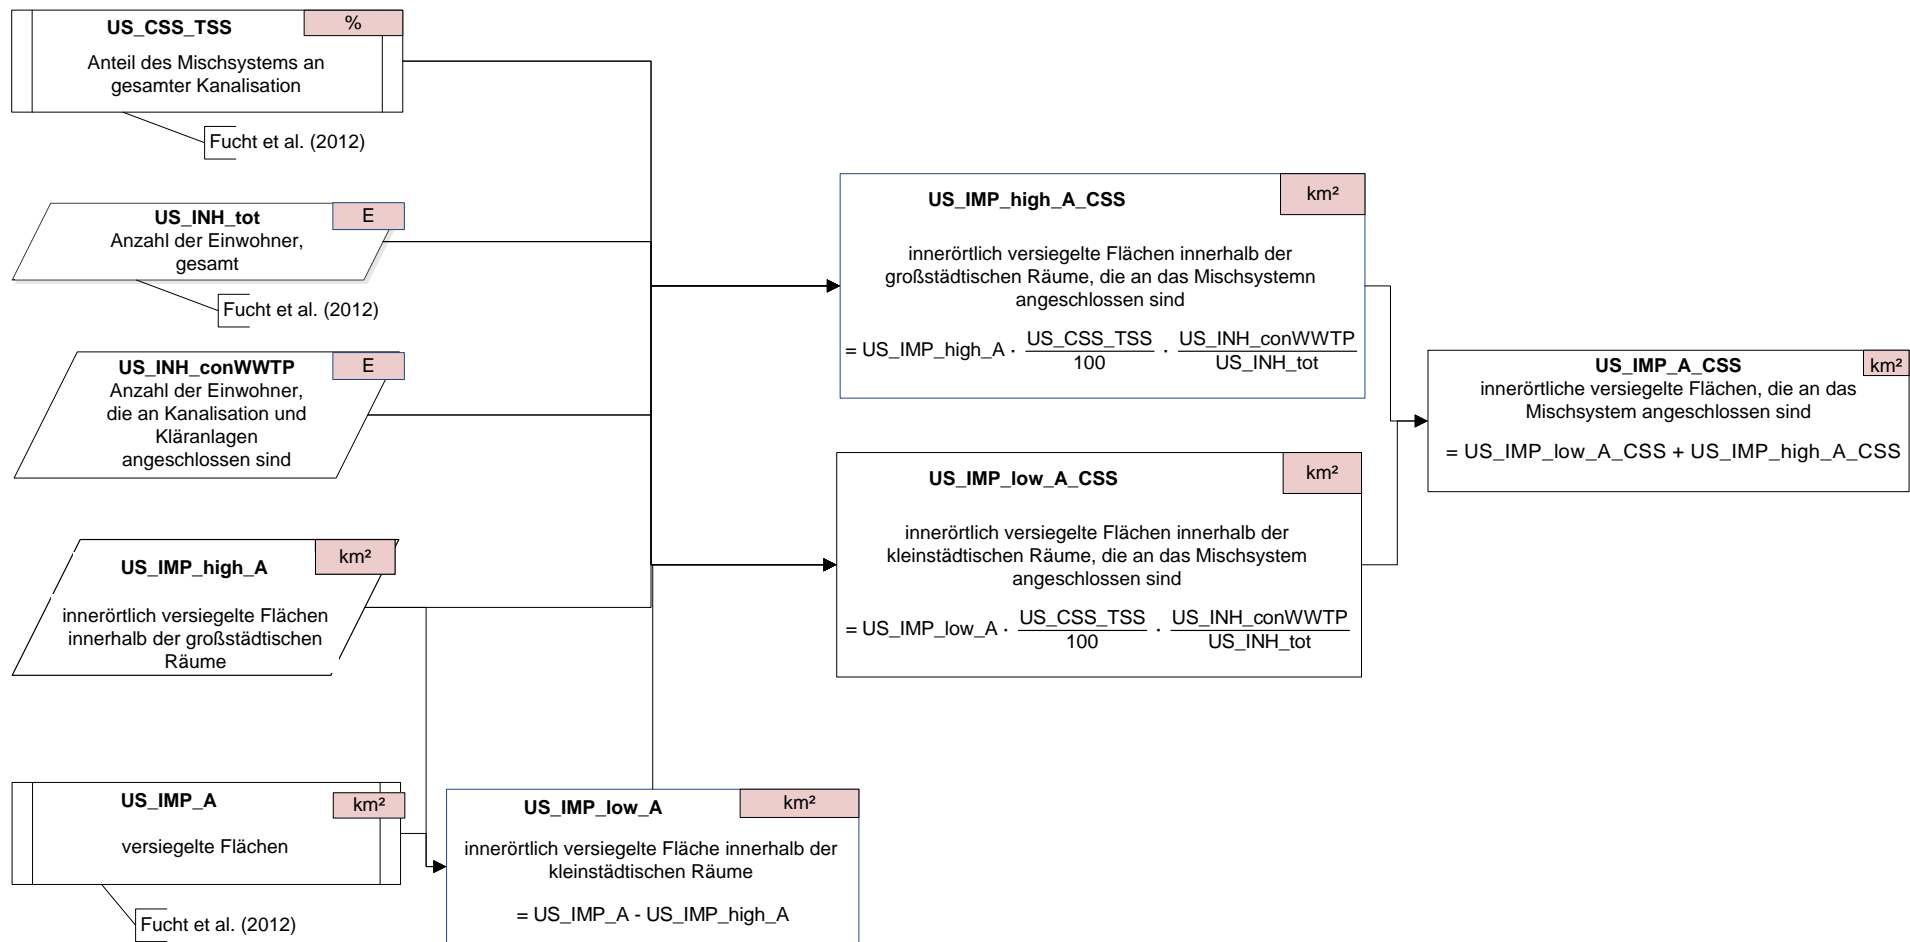 US_CSS_TSS
%
Anteil des Mischsystems an
gesamter Kanalisation
Fucht et al. (2012)
US_INH_tot
E
Anzahl der Einwohner,
gesamt
Fucht et al. (2012)
US_INH_conWWTP
E
Anzahl der Einwohner,
die an Kanalisation und
Kläranlagen
angeschlossen sind
US_IMP_high_A
km²
innerörtlich versiegelte Flächen
innerhalb der großstädtischen
Räume
US_IMP_A
km²
versiegelte Flächen
Fucht et al. (2012)
US_IMP_low_A
km²
innerörtlich versiegelte Fläche innerhalb der
kleinstädtischen Räume
= US_IMP_A - US_IMP_high_A
US_IMP_high_A_CSS
km²
innerörtlich versiegelte Flächen innerhalb der
großstädtischen Räume, die an das Mischsystemn
angeschlossen sind
= US_IMP_high_A · US_CSS_TSS / 100 · US_INH_conWWTP / US_INH_tot
US_IMP_low_A_CSS
km²
innerörtlich versiegelte Flächen innerhalb der
kleinstädtischen Räume, die an das Mischsystem
angeschlossen sind
= US_IMP_low_A · US_CSS_TSS / 100 · US_INH_conWWTP / US_INH_tot
US_IMP_A_CSS
km²
innerörtliche versiegelte Flächen, die an das
Mischsystem angeschlossen sind
= US_IMP_low_A_CSS + US_IMP_high_A_CSS